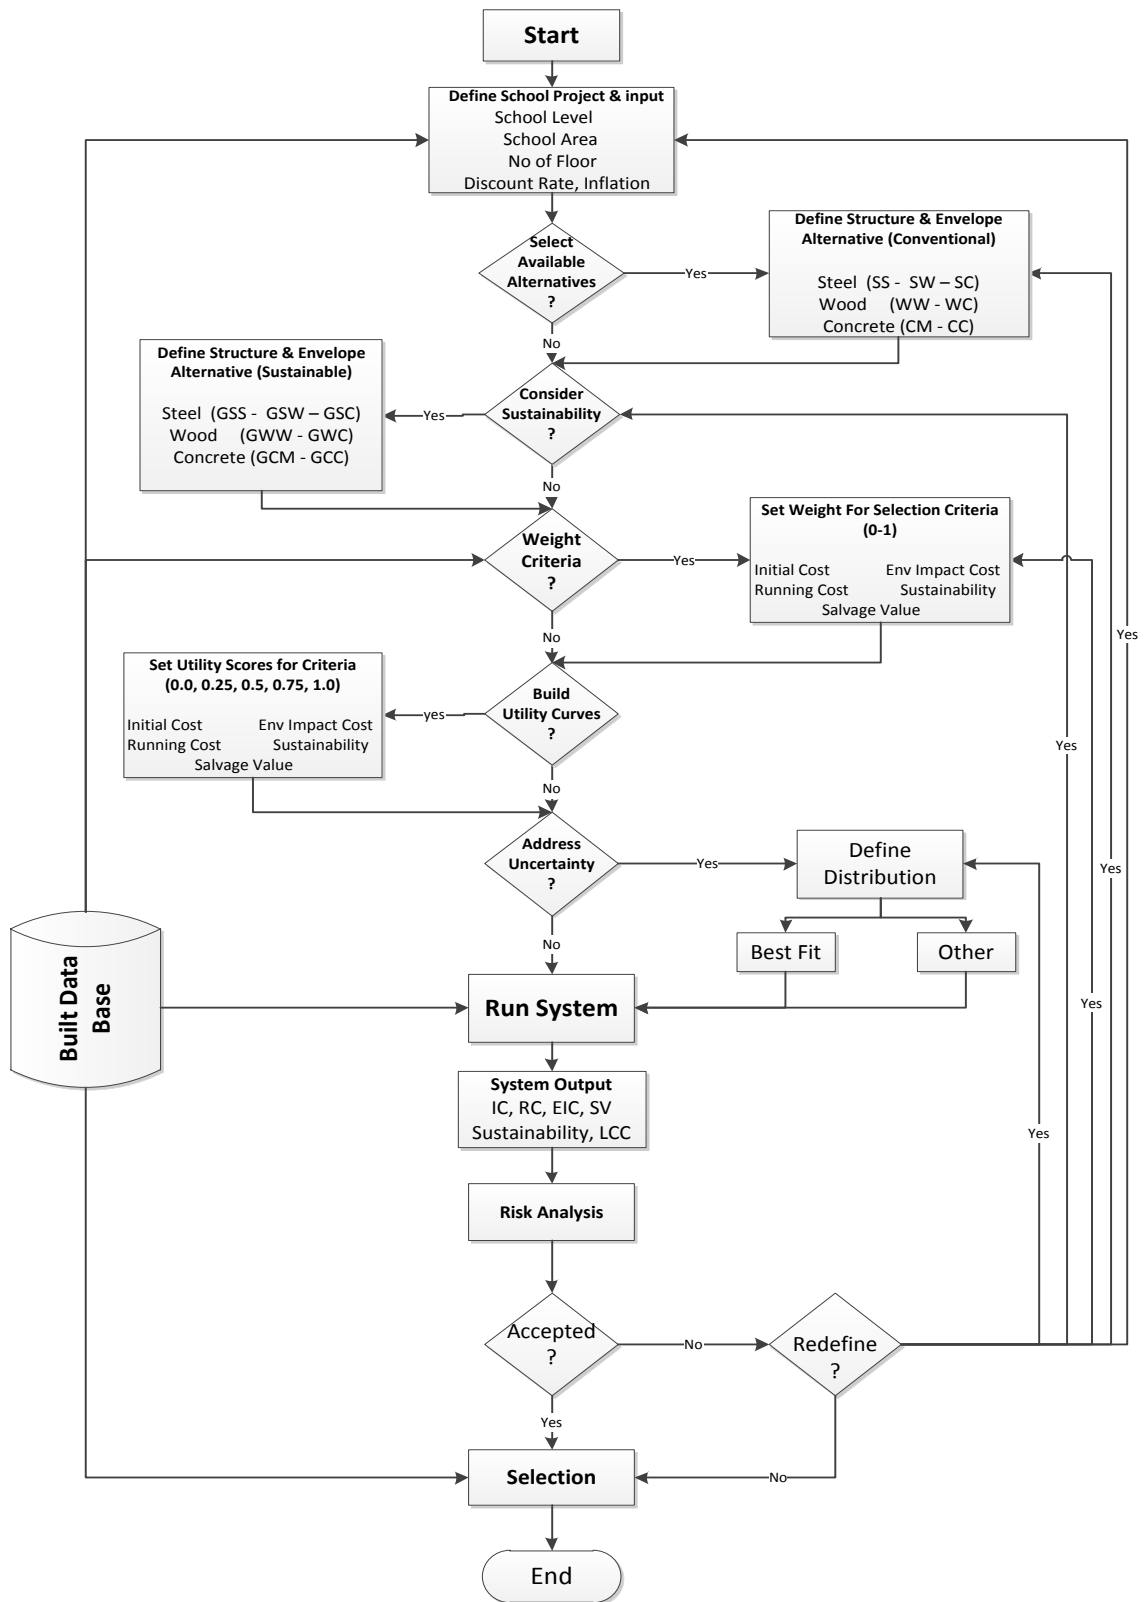 Start
Define School Project & input
School Level
School Area
No of Floor
Discount Rate, Inflation
Select
Available
Alternatives
?
Yes
Define Structure & Envelope
Alternative (Conventional)
Steel (SS - SW – SC)
Wood (WW - WC)
Concrete (CM - CC)
No
Define Structure & Envelope
Alternative (Sustainable)
Steel (GSS - GSW – GSC)
Wood (GWW - GWC)
Concrete (GCM - GCC)
Yes
Consider
Sustainability
?
No
Weight
Criteria
?
Yes
Set Weight For Selection Criteria
(0-1)
Initial Cost Env Impact Cost
Running Cost Sustainability
Salvage Value
No
Set Utility Scores for Criteria
(0.0, 0.25, 0.5, 0.75, 1.0)
Initial Cost Env Impact Cost
Running Cost Sustainability
Salvage Value
yes
Build
Utility Curves
?
No
Address
Uncertainty
?
Yes
Define
Distribution
No
Best Fit
Other
Built Data
Base
Run System
System Output
IC, RC, EIC, SV
Sustainability, LCC
Risk Analysis
Accepted
?
No
Redefine
?
Yes
Yes
Yes
Yes
Yes
Yes
No
Selection
End